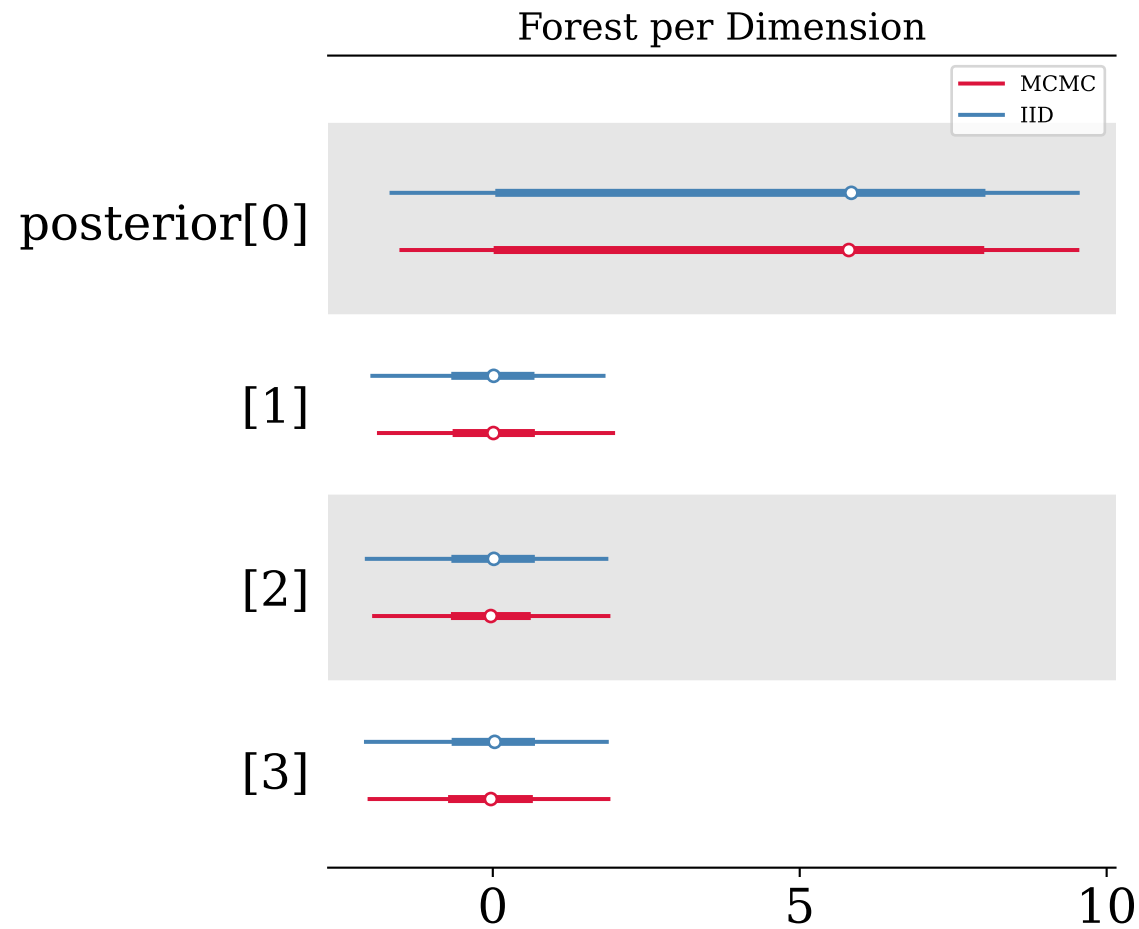 Forest per Dimension
MCMC
IID
posterior[0]
[1]
[2]
[3]
0 5 10